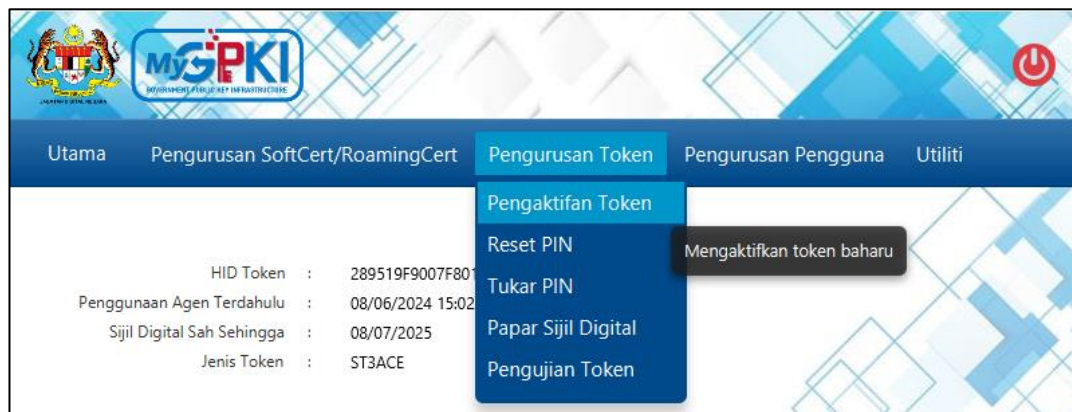 MyGPKI
GOVERNMENT PUBLIC KEY INFRASTRUCTURE
Utama Pengurusan SoftCert/RoamingCert Pengurusan Token Pengurusan Pengguna Utiliti
Pengaktifan Token
Reset PIN
Mengaktifkan token baharu
Tukar PIN
Papar Sijil Digital
Pengujian Token
HID Token : 289519F9007F801
Penggunaan Agen Terdahulu : 08/06/2024 15:02
Sijil Digital Sah Sehingga : 08/07/2025
Jenis Token : ST3ACE